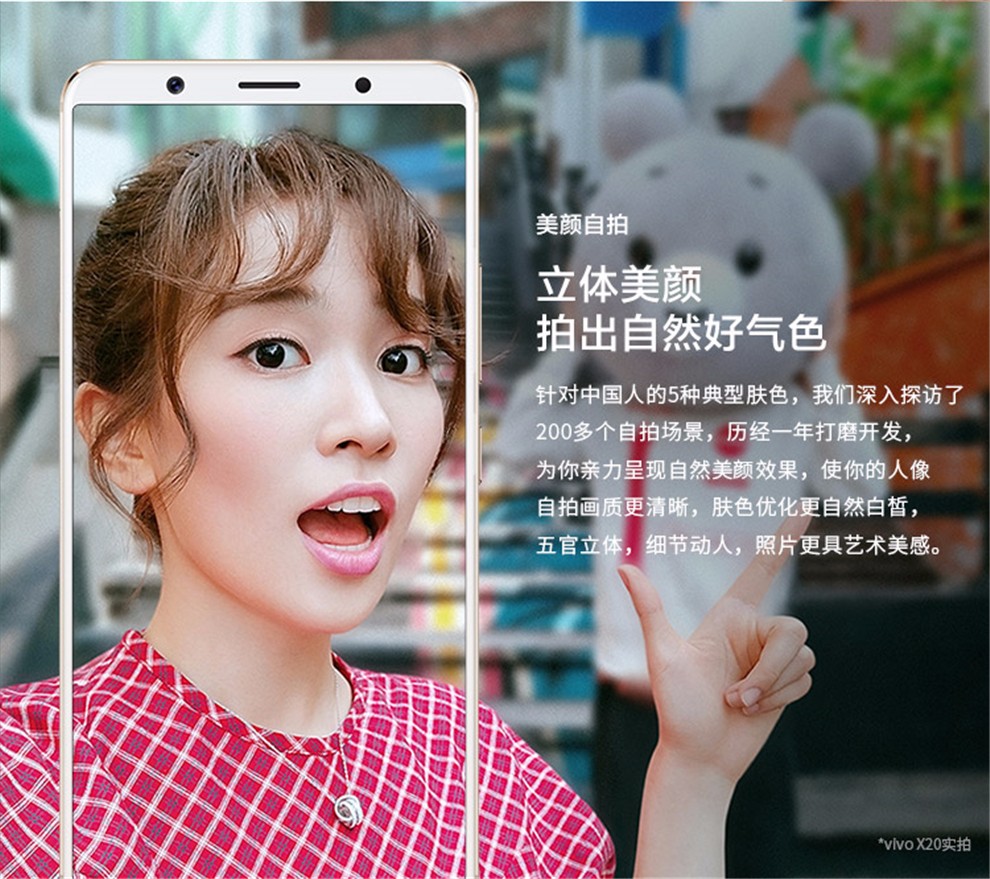 美颜自拍
立体美颜
拍出自然好气色
针对中国人的5种典型肤色，我们深入探访了
200多个自拍场景，历经一年打磨开发，
为你亲力呈现自然美颜效果，使你的人像
自拍画质更清晰，肤色优化更自然白皙，
五官立体，细节动人，照片更具艺术美感。
*vivo X20实拍